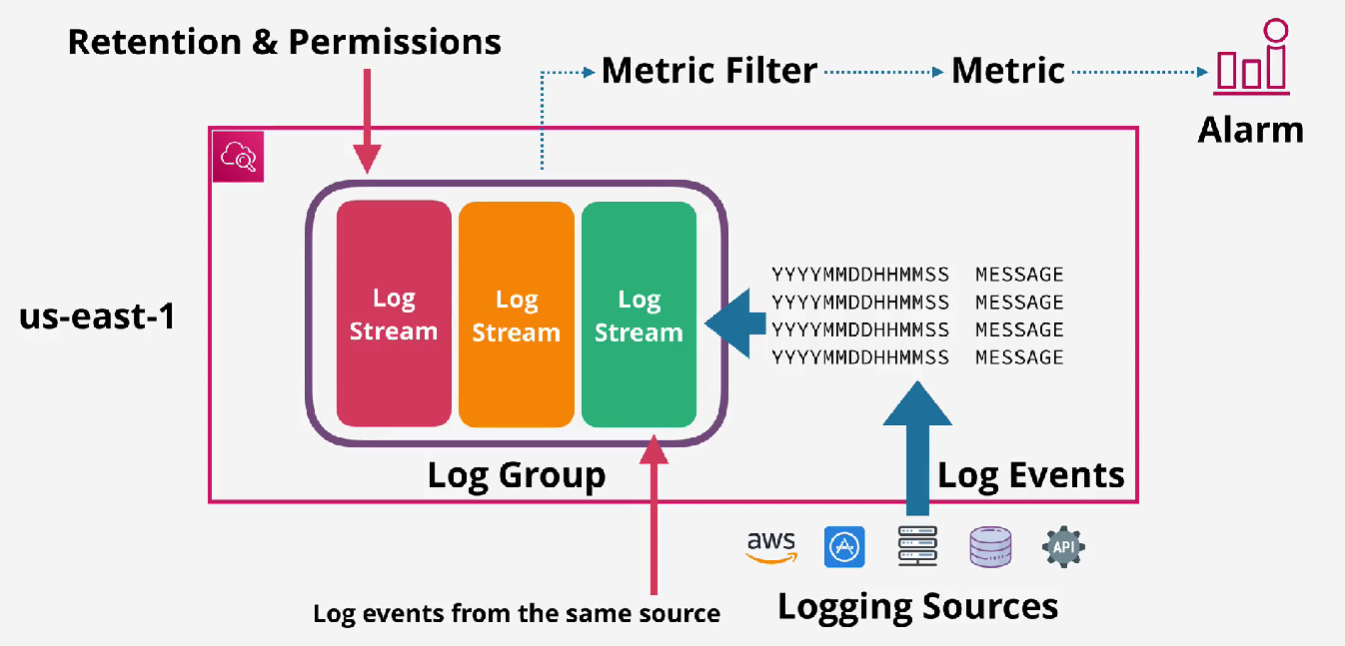 Retention & Permissions
Metric Filter
Metric
Alarm
us-east-1
Log
Stream
Log
Stream
Log
Stream
YYYYMMDDHHMMSS MESSAGE
YYYYMMDDHHMMSS MESSAGE
YYYYMMDDHHMMSS MESSAGE
YYYYMMDDHHMMSS MESSAGE
Log Group
Log Events
aws
API
Log events from the same source
Logging Sources